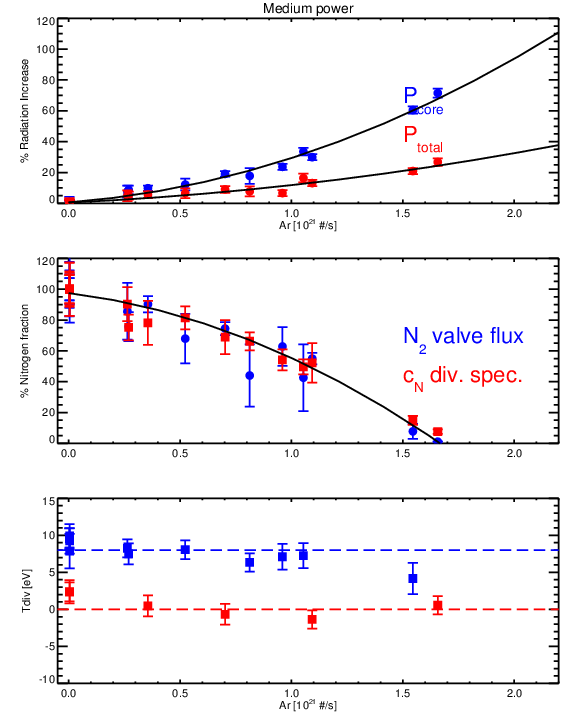 Medium power
% Radiation Increase
120
100
80
60
40
20
0
P core
P total
0.0 0.5 1.0 1.5 2.0
Ar [10²¹ #/s]
% Nitrogen fraction
120
100
80
60
40
20
0
N₂ valve flux
c_N div. spec.
0.0 0.5 1.0 1.5 2.0
Tdiv [eV]
15
10
5
0
-5
-10
0.0 0.5 1.0 1.5 2.0
Ar [10²¹ #/s]